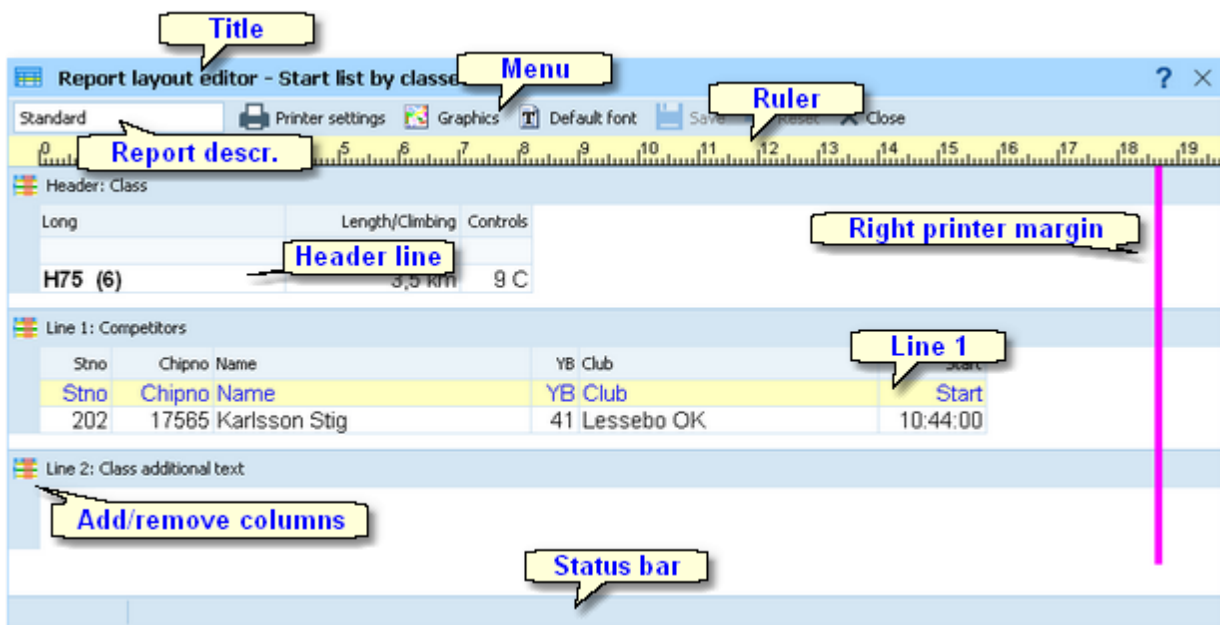 Title
Report layout editor - Start list by classe
Menu
Standard
Printer settings
Graphics
Default font
Save
Reset
Close
Ruler
Report descr.
0 5 6 7 8 9 10 11 12 13 14 15 16 17 18 19
Header: Class
Long Length/Climbing Controls
Right printer margin
Header line
H75 (6) 3,5 km 9 C
Line 1: Competitors
Line 1
Stno Chipno Name YB Club Start
Stno Chipno Name YB Club Start
202 17565 Karlsson Stig 41 Lessebo OK 10:44:00
Line 2: Class additional text
Add/remove columns
Status bar